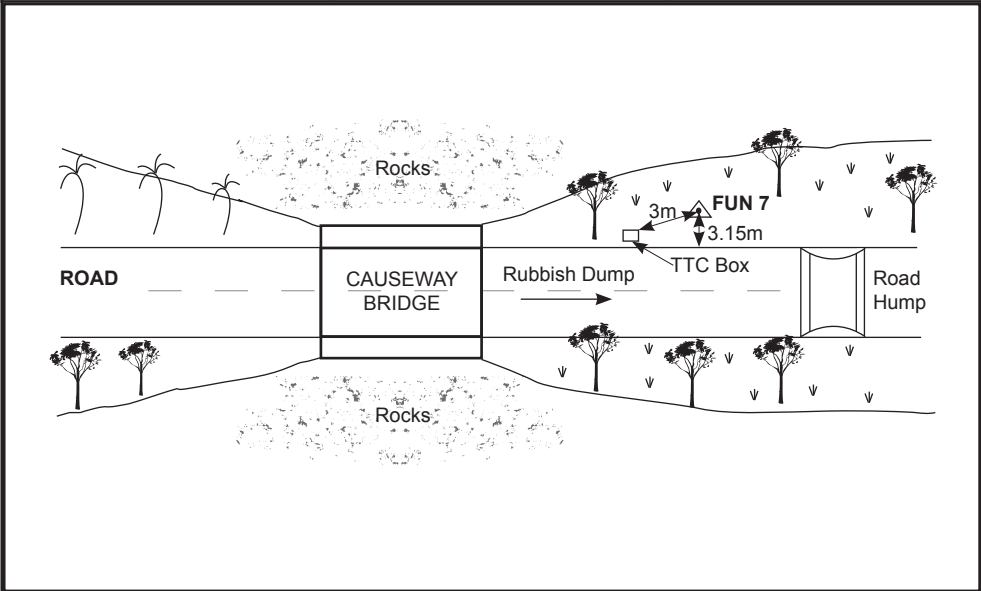 Rocks
FUN 7
3m
3.15m
TTC Box
ROAD
CAUSEWAY
BRIDGE
Rubbish Dump
Road
Hump
Rocks